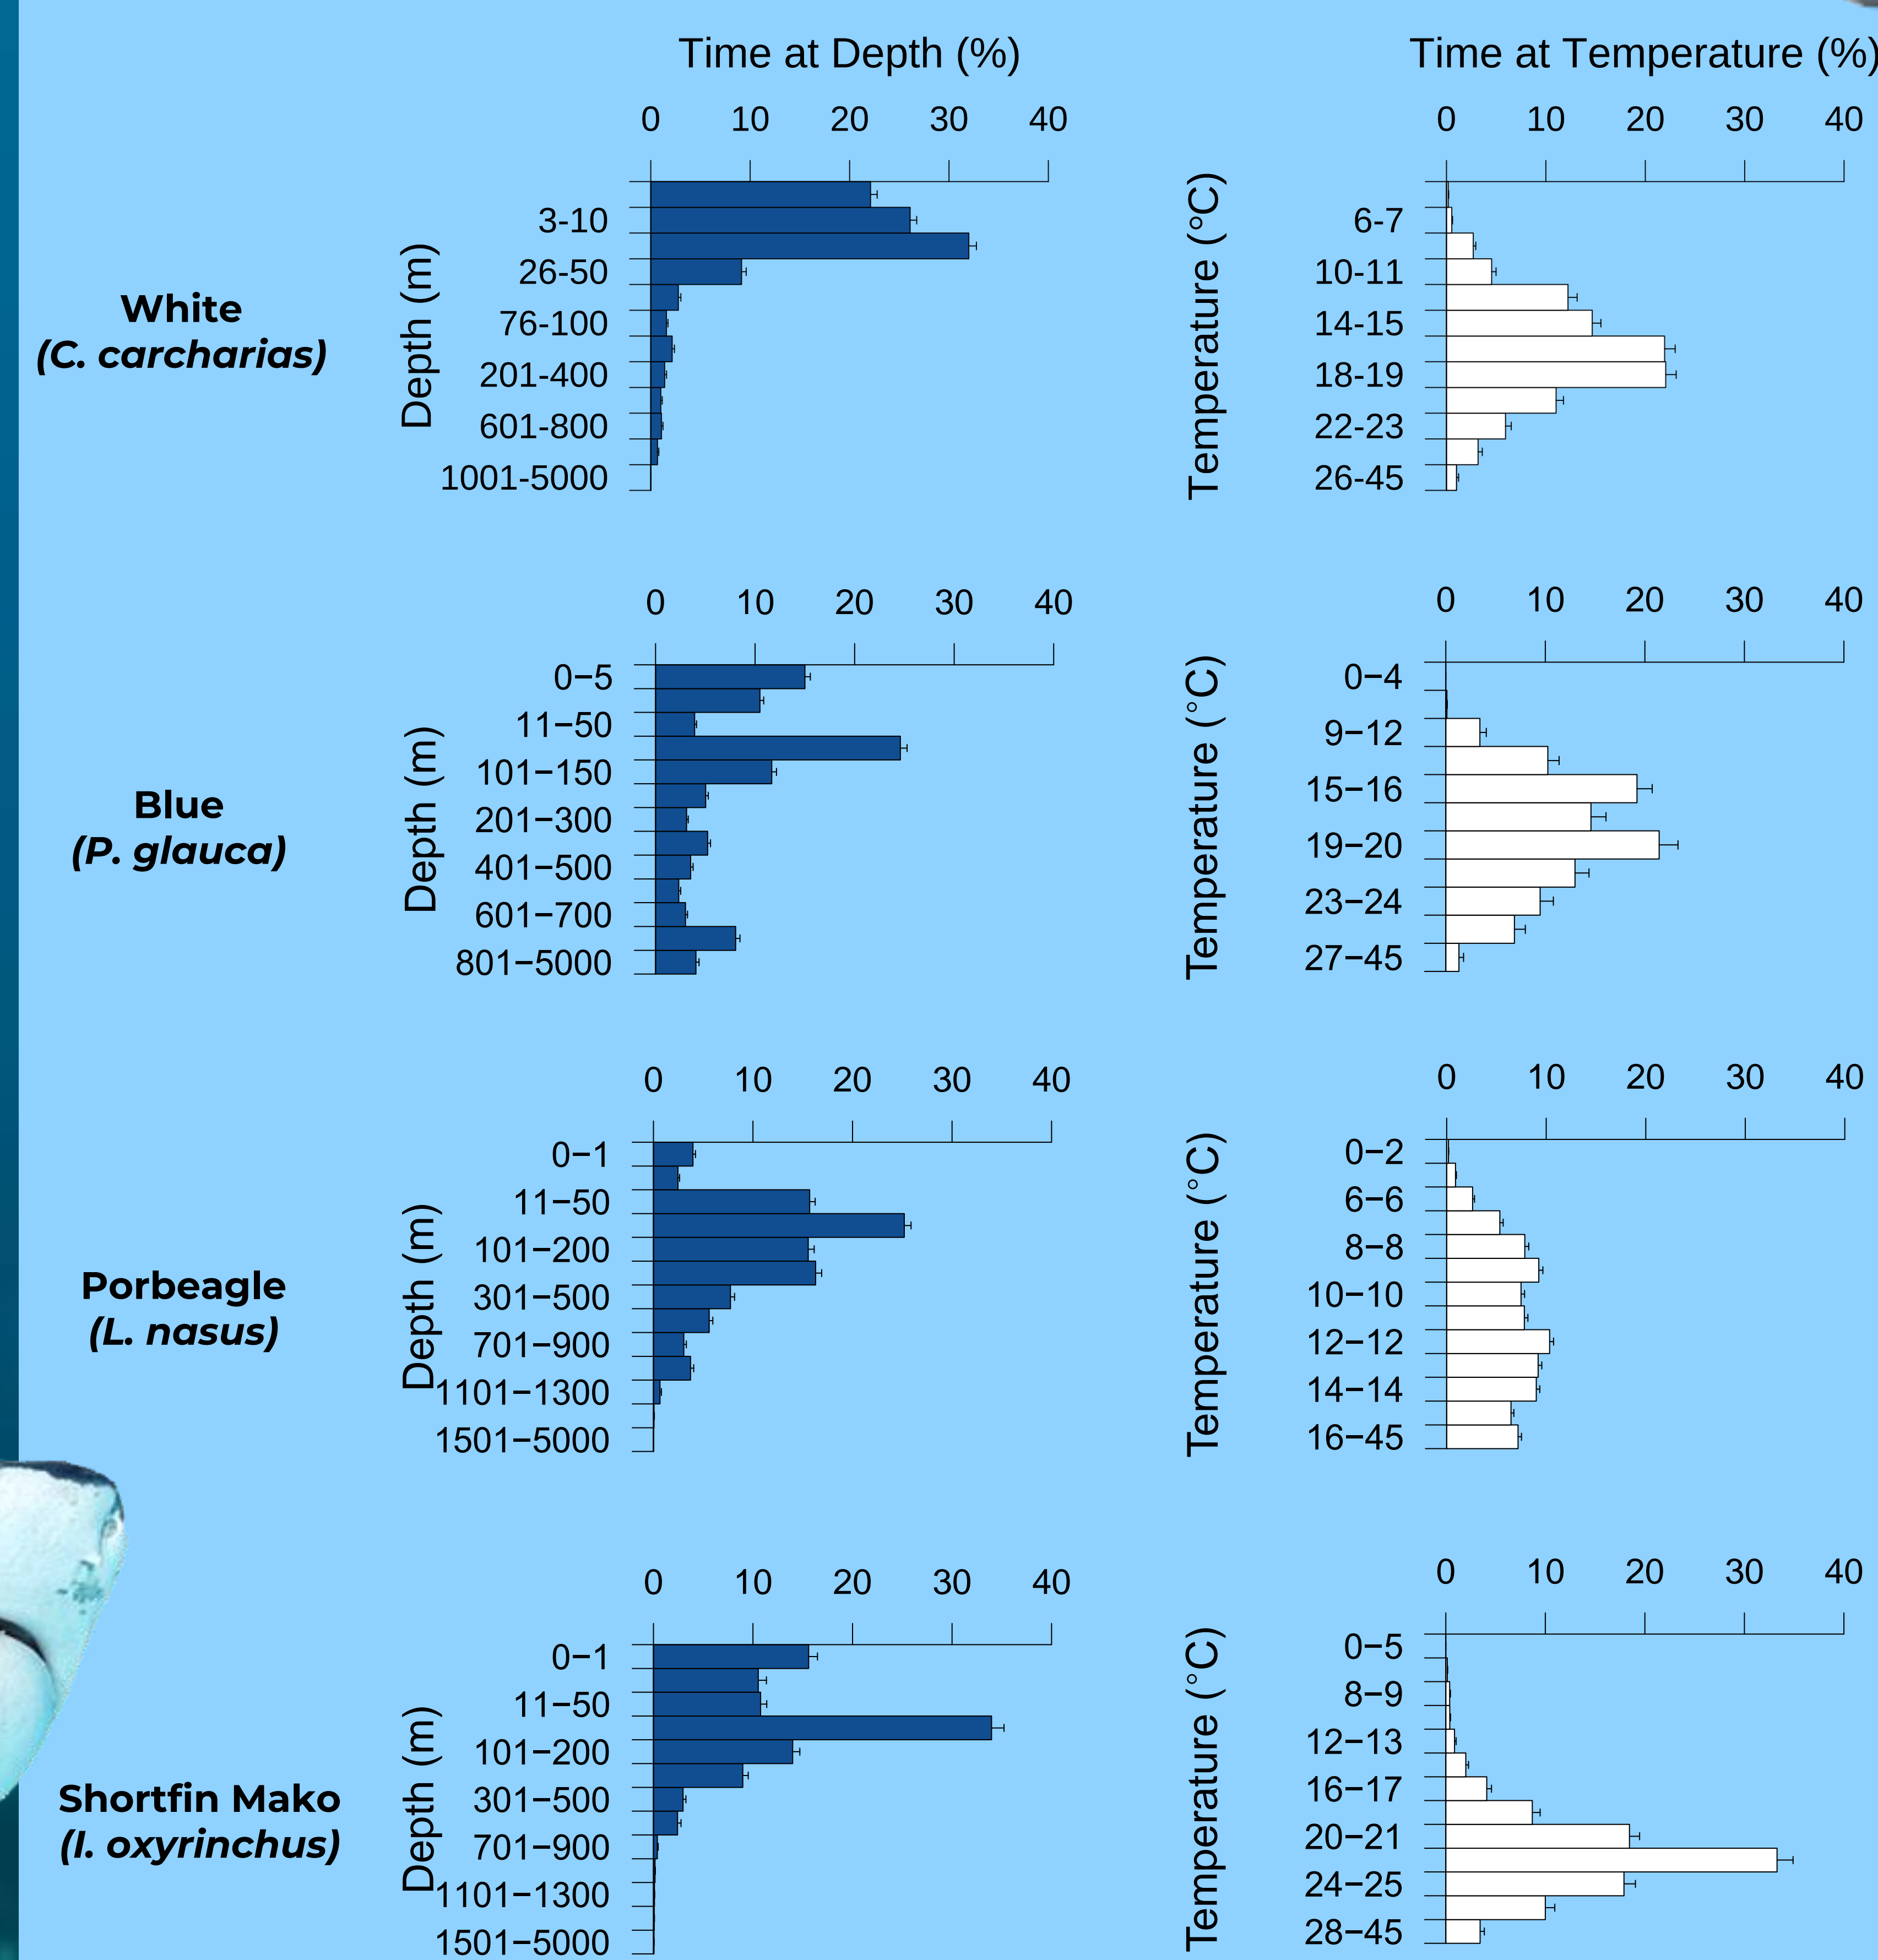 Time at Depth (%)
Time at Temperature (%)
White
(C. carcharias)
0 10 20 30 40
Depth (m)
3-10
26-50
76-100
201-400
601-800
1001-5000
0 10 20 30 40
Temperature (°C)
6-7
10-11
14-15
18-19
22-23
26-45
Blue
(P. glauca)
0 10 20 30 40
Depth (m)
0−5
11−50
101−150
201−300
401−500
601−700
801−5000
0 10 20 30 40
Temperature (°C)
0−4
9−12
15−16
19−20
23−24
27−45
Porbeagle
(L. nasus)
0 10 20 30 40
Depth (m)
0−1
11−50
101−200
301−500
701−900
1101−1300
1501−5000
0 10 20 30 40
Temperature (°C)
0−2
6−6
8−8
10−10
12−12
14−14
16−45
Shortfin Mako
(I. oxyrinchus)
0 10 20 30 40
Depth (m)
0−1
11−50
101−200
301−500
701−900
1101−1300
1501−5000
0 10 20 30 40
Temperature (°C)
0−5
8−9
12−13
16−17
20−21
24−25
28−45